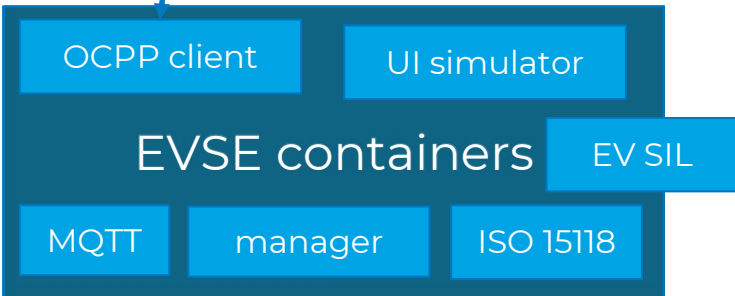 OCPP client
UI simulator
EVSE containers
EV SIL
MQTT
manager
ISO 15118